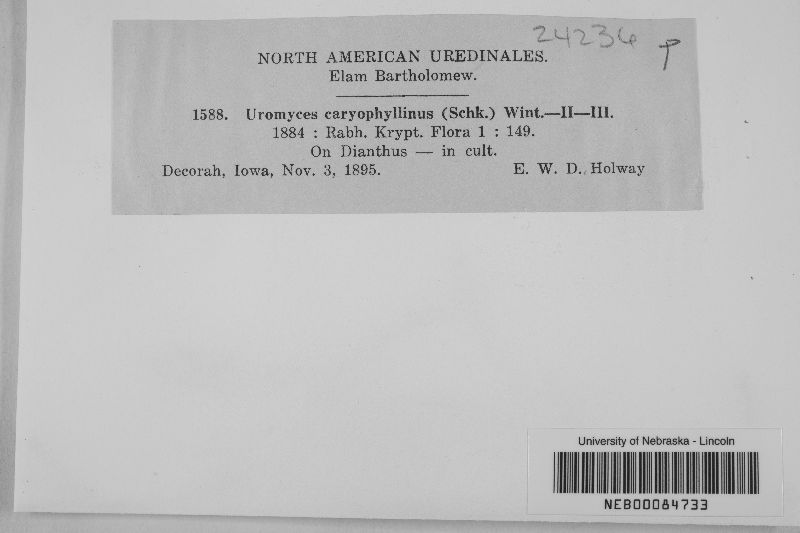 24236 P
NORTH AMERICAN UREDINALES.
Elam Bartholomew.
1588. Uromyces caryophyllinus (Schk.) Wint.—II—III.
1884 : Rabh. Krypt. Flora 1 : 149.
On Dianthus — in cult.
Decorah, Iowa, Nov. 3, 1895. E. W. D. Holway
University of Nebraska - Lincoln
NEB00084733